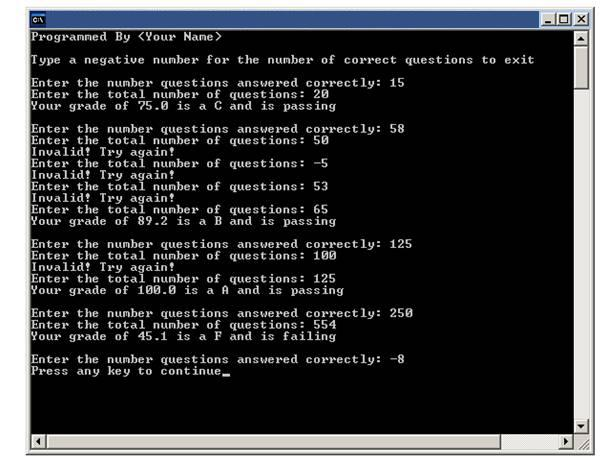 C:\
Programmed By <Your Name>
Type a negative number for the number of correct questions to exit
Enter the number questions answered correctly: 15
Enter the total number of questions: 20
Your grade of 75.0 is a C and is passing
Enter the number questions answered correctly: 58
Enter the total number of questions: 50
Invalid! Try again!
Enter the total number of questions: -5
Invalid! Try again!
Enter the total number of questions: 53
Invalid! Try again!
Enter the total number of questions: 65
Your grade of 89.2 is a B and is passing
Enter the number questions answered correctly: 125
Enter the total number of questions: 100
Invalid! Try again!
Enter the total number of questions: 125
Your grade of 100.0 is a A and is passing
Enter the number questions answered correctly: 250
Enter the total number of questions: 554
Your grade of 45.1 is a F and is failing
Enter the number questions answered correctly: -8
Press any key to continue_